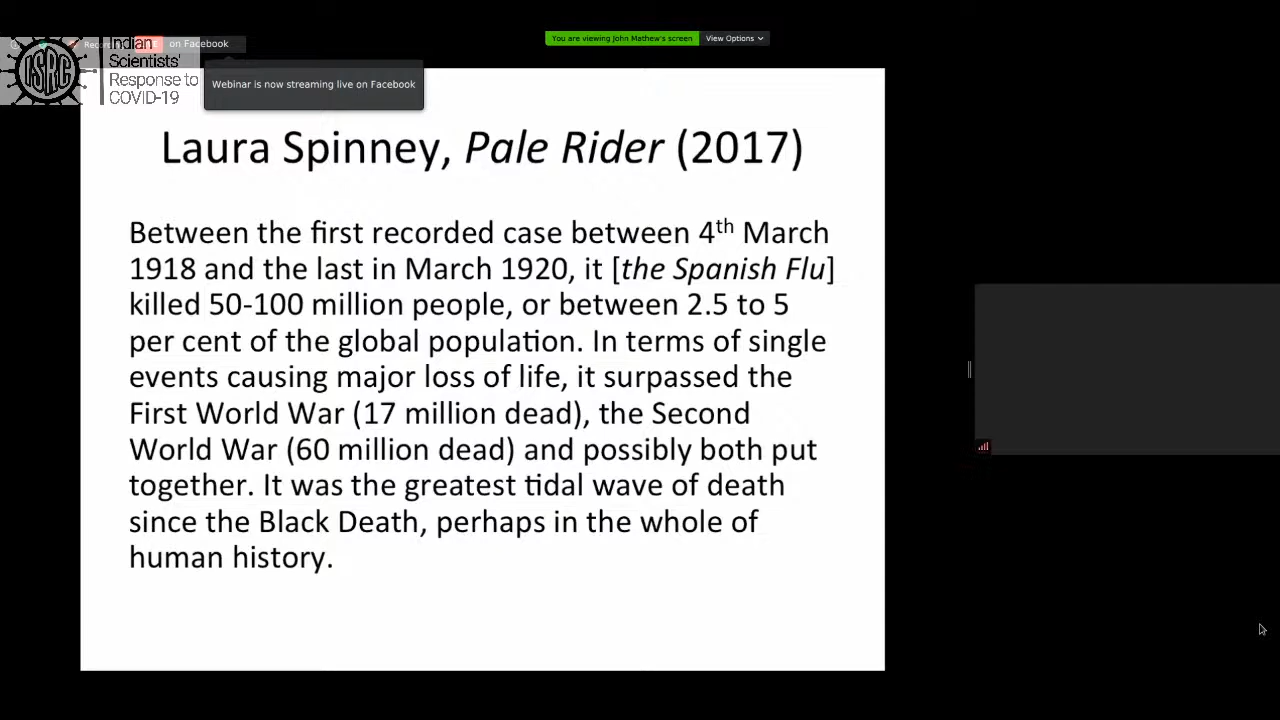 on Facebook
You are viewing John Mathew's screen
View Options
ISRC
Indian
Scientists'
Response to
COVID-19
Webinar is now streaming live on Facebook
Laura Spinney, Pale Rider (2017)
Between the first recorded case between 4th March
1918 and the last in March 1920, it [the Spanish Flu]
killed 50-100 million people, or between 2.5 to 5
per cent of the global population. In terms of single
events causing major loss of life, it surpassed the
First World War (17 million dead), the Second
World War (60 million dead) and possibly both put
together. It was the greatest tidal wave of death
since the Black Death, perhaps in the whole of
human history.